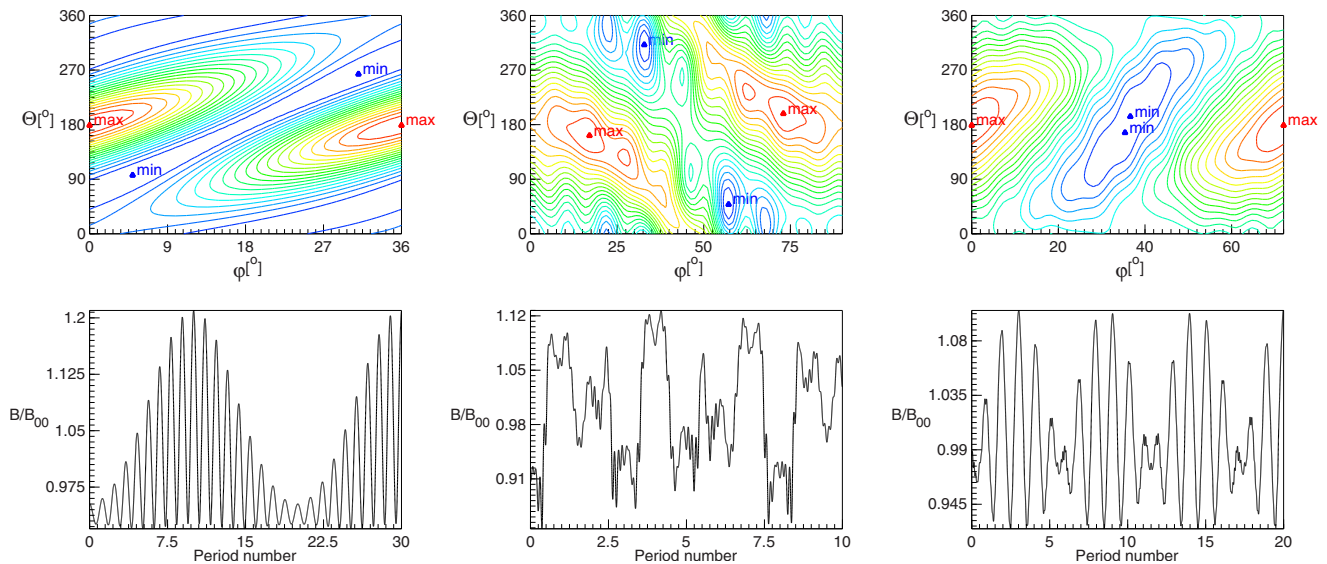 360
270
Θ[°]
180
90
0
max
max
min
min
0
9
18
27
36
φ[°]
360
270
Θ[°]
180
90
0
min
max
max
min
0
25
50
75
φ[°]
360
270
Θ[°]
180
90
0
max
max
min
min
0
20
40
60
φ[°]
1.2
1.125
B/B00
1.05
0.975
0
7.5
15
22.5
30
Period number
1.12
1.05
B/B00
0.98
0.91
0
2.5
5
7.5
10
Period number
1.08
1.035
B/B00
0.99
0.945
0
5
10
15
20
Period number